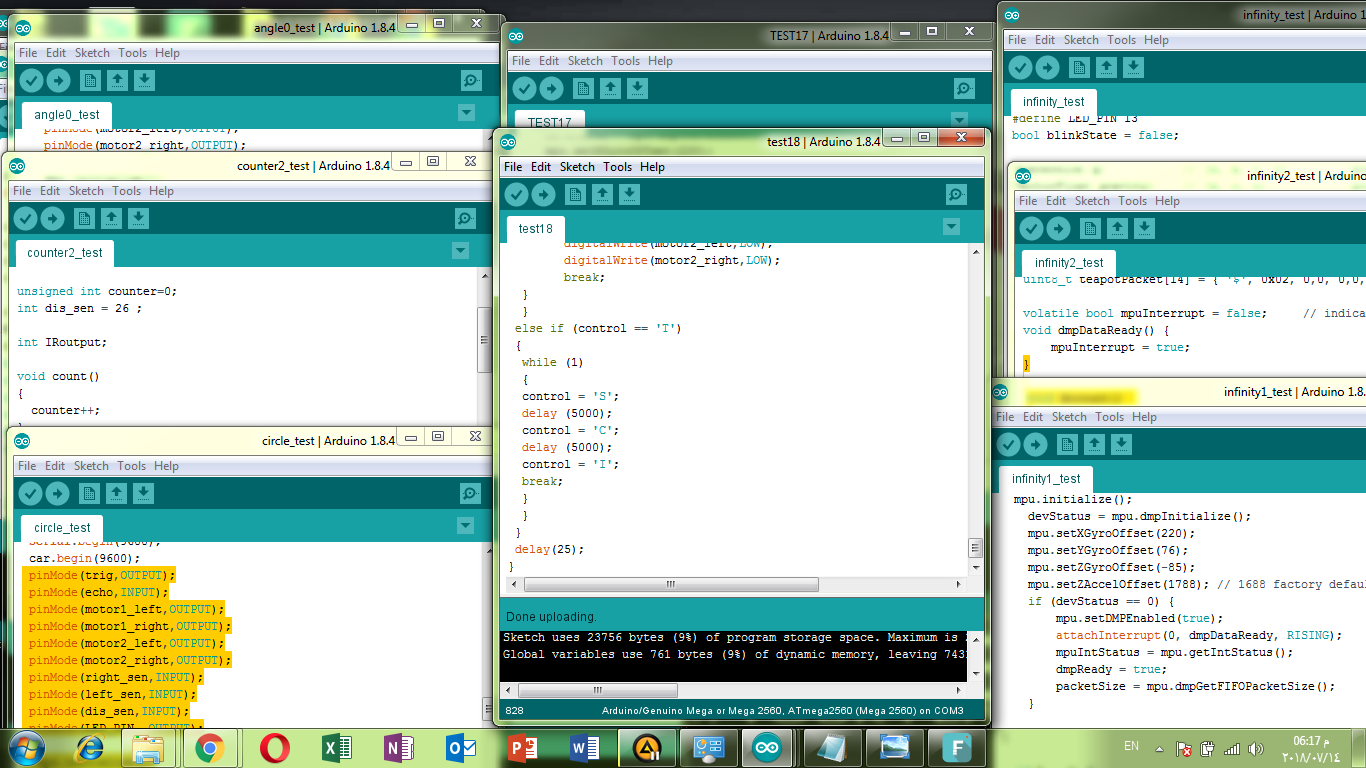 angle0_test | Arduino 1.8.4
File Edit Sketch Tools Help
angle0_test
pinMode(motor2_left,OUTPUT);
pinMode(motor2_right,OUTPUT);
counter2_test | Arduino 1.8.4
File Edit Sketch Tools Help
counter2_test
unsigned int counter=0;
int dis_sen = 26 ;
int IRoutput;
void count()
{
counter++;
circle_test | Arduino 1.8.4
File Edit Sketch Tools Help
circle_test
Serial.begin(9600);
car.begin(9600);
pinMode(trig,OUTPUT);
pinMode(echo,INPUT);
pinMode(motor1_left,OUTPUT);
pinMode(motor1_right,OUTPUT);
pinMode(motor2_left,OUTPUT);
pinMode(motor2_right,OUTPUT);
pinMode(right_sen,INPUT);
pinMode(left_sen,INPUT);
pinMode(dis_sen,INPUT);
pinMode(LED_PIN, OUTPUT);
TEST17 | Arduino 1.8.4
File Edit Sketch Tools Help
TEST17
test18 | Arduino 1.8.4
File Edit Sketch Tools Help
test18
digitalWrite(motor2_left,LOW);
digitalWrite(motor2_right,LOW);
break;
}
}
else if (control == 'T')
{
while (1)
{
control = 'S';
delay (5000);
control = 'C';
delay (5000);
control = 'I';
break;
}
}
}
delay(25);
}
Done uploading.
Sketch uses 23756 bytes (9%) of program storage space. Maximum is
Global variables use 761 bytes (9%) of dynamic memory, leaving 743
828
Arduino/Genuino Mega or Mega 2560, ATmega2560 (Mega 2560) on COM3
infinity_test | Arduino 1
File Edit Sketch Tools Help
infinity_test
#define LED_PIN 13
bool blinkState = false;
infinity2_test | Arduino
File Edit Sketch Tools Help
infinity2_test
uint8_t teapotPacket[14] = { '$', 0x02, 0,0, 0,0,
volatile bool mpuInterrupt = false; // indica
void dmpDataReady() {
mpuInterrupt = true;
}
infinity1_test | Arduino 1.8.
File Edit Sketch Tools Help
infinity1_test
mpu.initialize();
devStatus = mpu.dmpInitialize();
mpu.setXGyroOffset(220);
mpu.setYGyroOffset(76);
mpu.setZGyroOffset(-85);
mpu.setZAccelOffset(1788); // 1688 factory defau
if (devStatus == 0) {
mpu.setDMPEnabled(true);
attachInterrupt(0, dmpDataReady, RISING);
mpuIntStatus = mpu.getIntStatus();
dmpReady = true;
packetSize = mpu.dmpGetFIFOPacketSize();
}
EN
06:17 م
٢٠١٨/٠٧/١٤